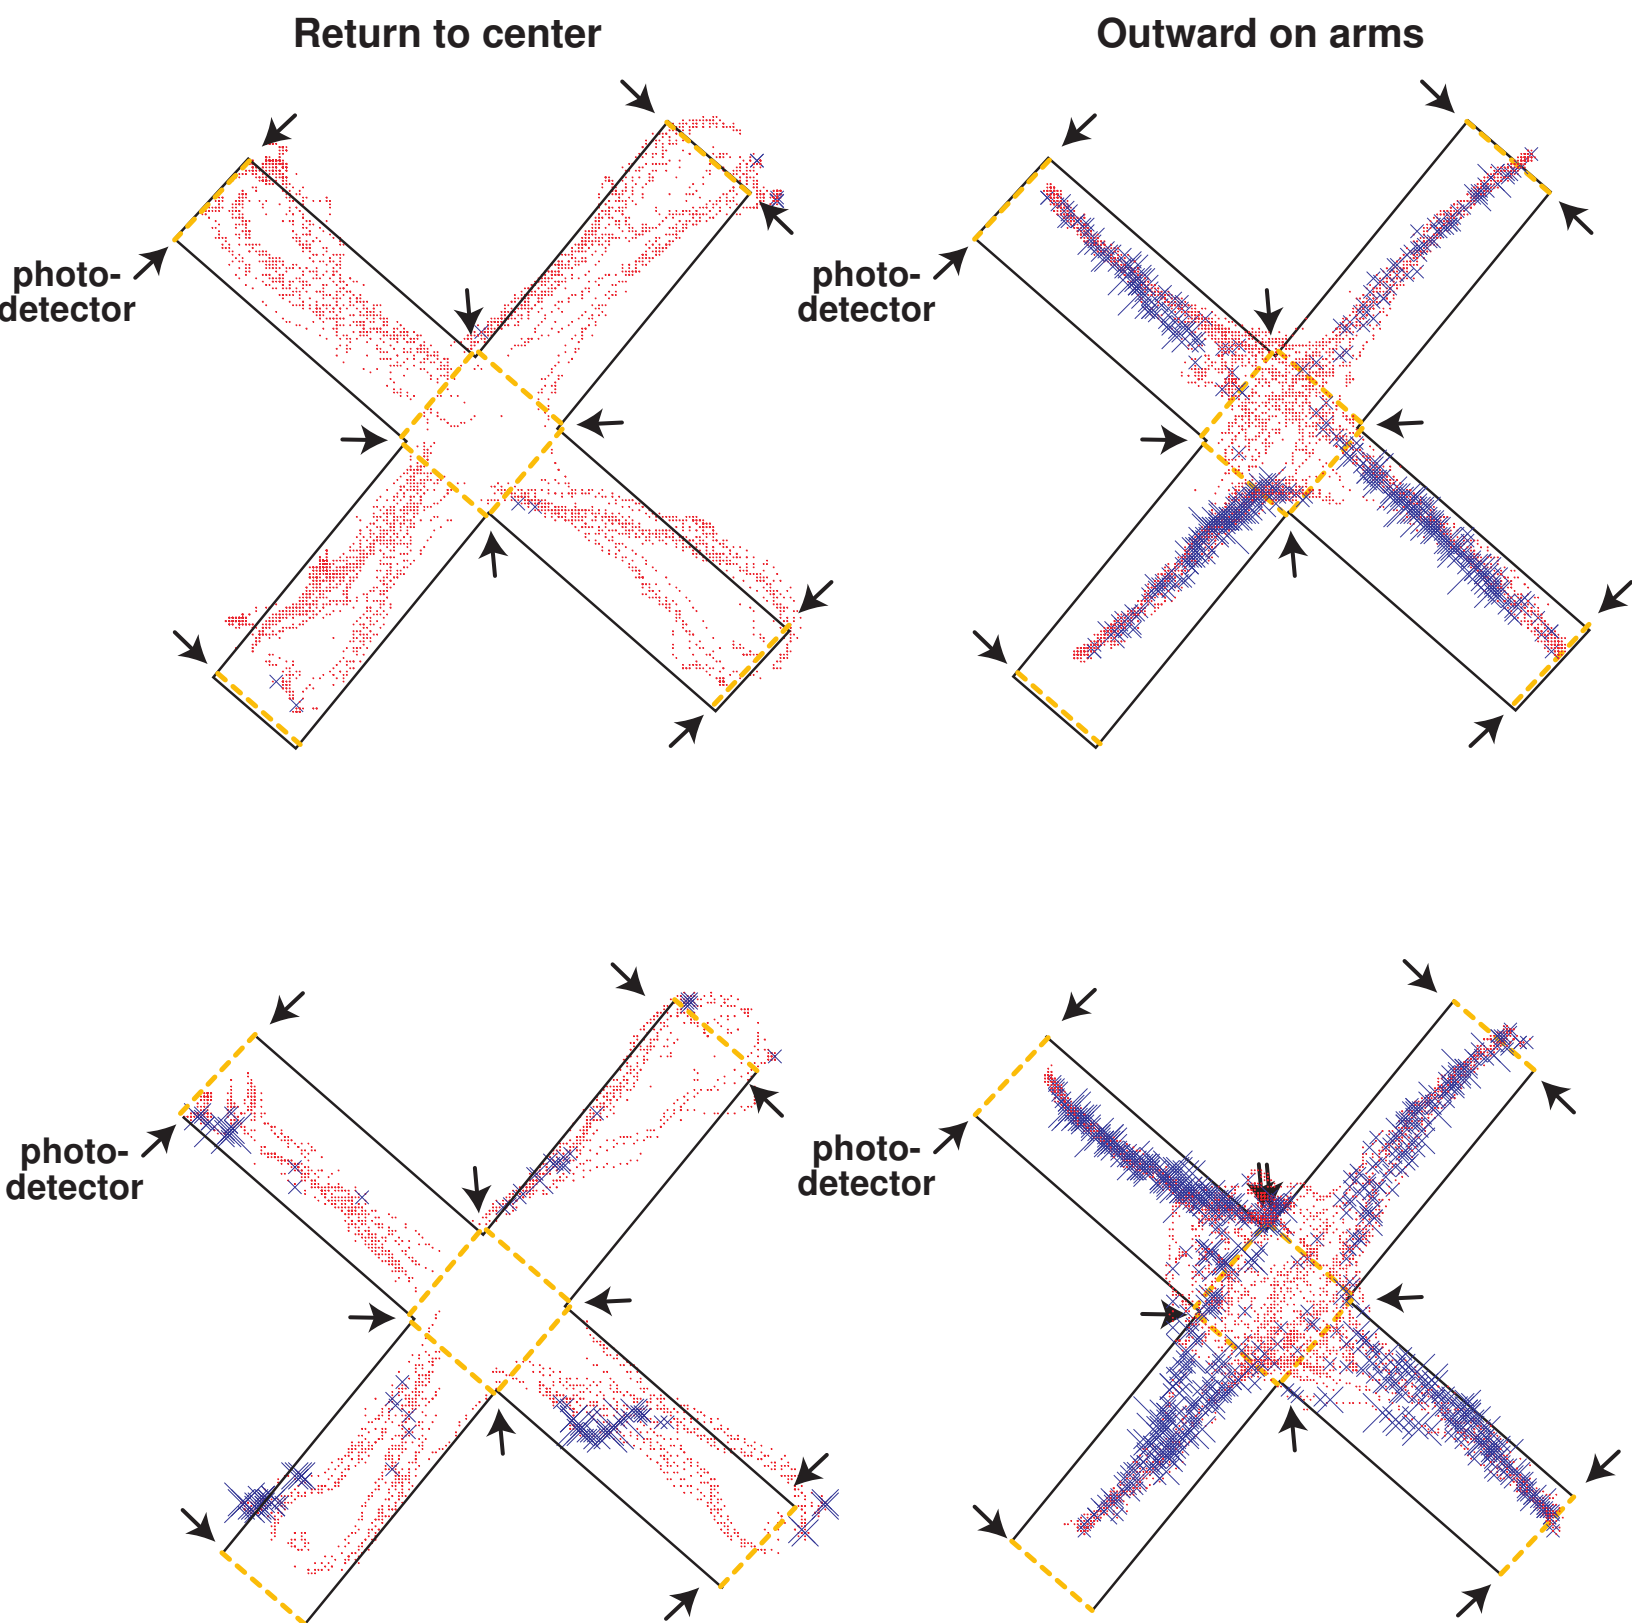 Return to center
Outward on arms
photo-
detector
photo-
detector
photo-
detector
photo-
detector